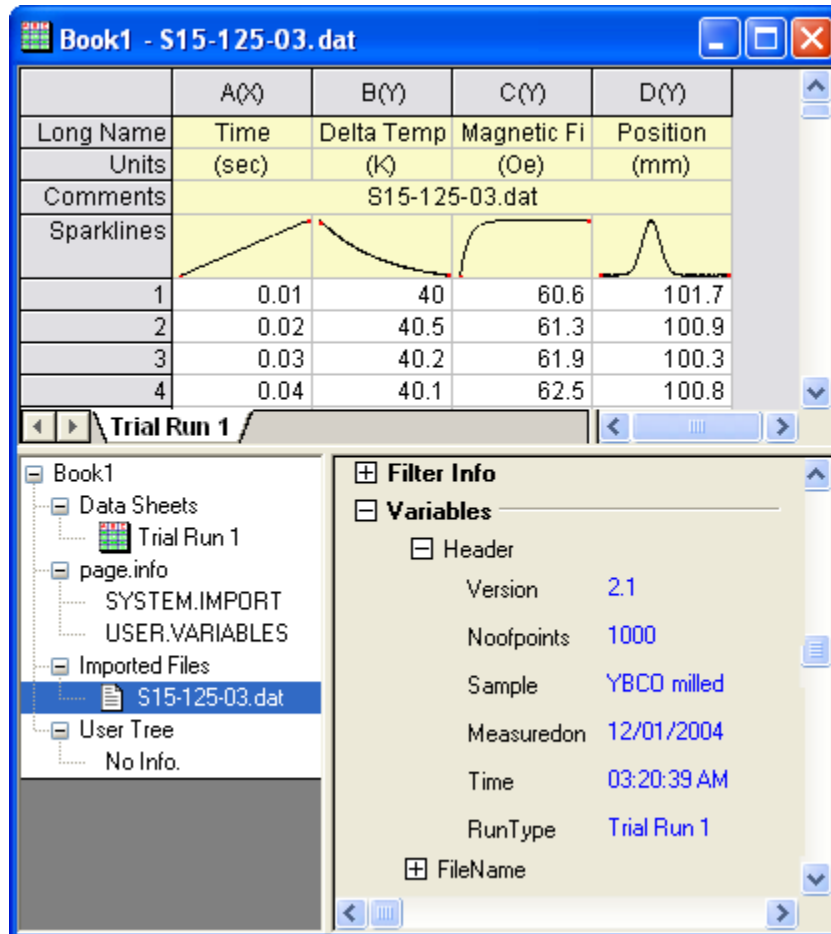 Book1 - S15-125-03.dat
A(X) B(Y) C(Y) D(Y)
Long Name Time Delta Temp Magnetic Fi Position
Units (sec) (K) (Oe) (mm)
Comments S15-125-03.dat
Sparklines
1 0.01 40 60.6 101.7
2 0.02 40.5 61.3 100.9
3 0.03 40.2 61.9 100.3
4 0.04 40.1 62.5 100.8
Trial Run 1
Book1
Data Sheets
Trial Run 1
page.info
SYSTEM.IMPORT
USER.VARIABLES
Imported Files
S15-125-03.dat
User Tree
No Info.
Filter Info
Variables
Header
Version 2.1
Noofpoints 1000
Sample YBCO milled
Measuredon 12/01/2004
Time 03:20:39 AM
RunType Trial Run 1
FileName